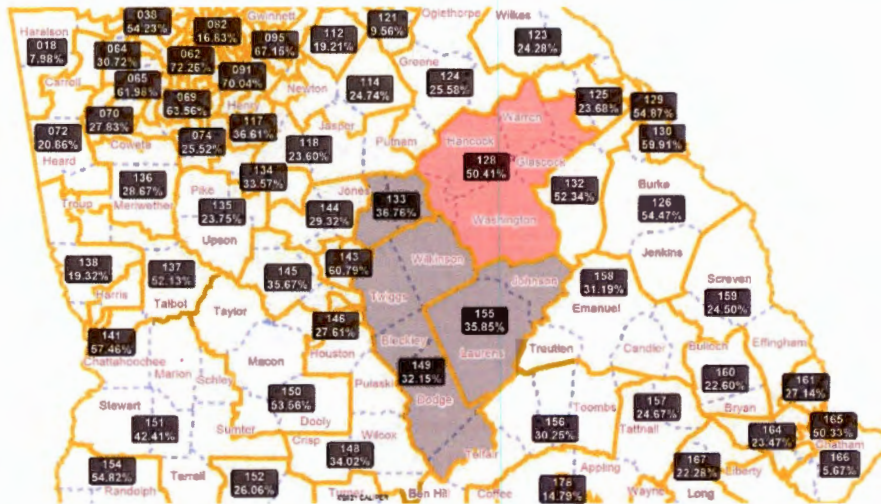 038
54.23%
082
16.63%
Gwinnett
095
67.15%
112
19.21%
121
9.56%
Oglethorpe
Wilkes
123
24.28%
Haralson
018
7.98%
064
30.72%
062
72.26%
Greene
124
25.58%
Carroll
065
61.98%
091
70.04%
Newton
114
24.74%
125
23.68%
129
54.87%
069
63.56%
Henry
Warren
070
27.83%
117
36.61%
Jasper
130
59.91%
072
20.86%
Coweta
074
25.52%
118
23.60%
Putnam
Hancock
Heard
134
33.57%
128
50.41%
Glascock
136
28.67%
Pike
135
23.75%
Jones
133
36.76%
132
52.34%
Burke
126
54.47%
Troup
Meriwether
144
29.32%
Washington
Upson
Jenkins
138
19.32%
137
52.13%
143
60.79%
Wilkinson
145
35.67%
Johnson
158
31.19%
Screven
159
24.50%
Harris
Talbot
Taylor
Twiggs
Emanuel
155
35.85%
141
57.46%
146
27.61%
Bleckley
Laurens
Treutlen
Candler
Bulloch
Effingham
Chattahoochee
Marion
Macon
Houston
149
32.15%
160
22.60%
161
27.14%
Schley
Pulaski
Stewart
150
53.56%
Dodge
157
24.67%
Bryan
151
42.41%
Sumter
Dooly
Toombs
Tattnall
165
50.33%
Crisp
Wilcox
156
30.25%
164
23.47%
Chatham
148
34.02%
Telfair
154
54.82%
152
26.06%
Appling
167
22.28%
Liberty
166
5.67%
Terrell
178
14.79%
Randolph
Turner
Ben Hill
Coffee
Wayne
Long